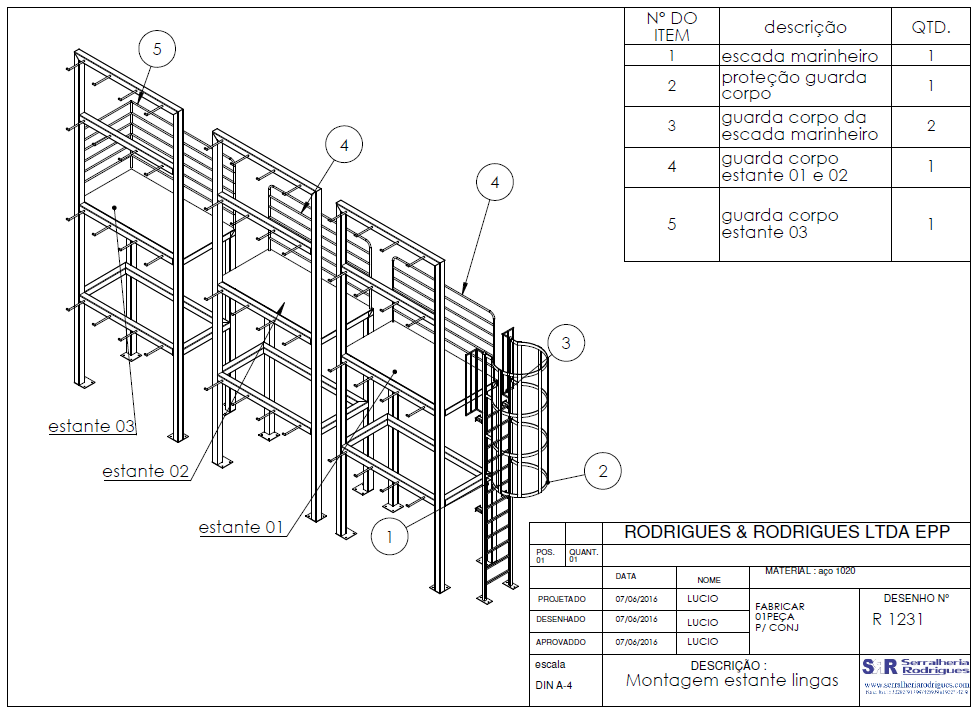 Nº DO
ITEM
descrição
QTD.
1
escada marinheiro
1
2
proteção guarda
corpo
1
3
guarda corpo da
escada marinheiro
2
4
guarda corpo
estante 01 e 02
1
5
guarda corpo
estante 03
1
5
4
4
3
2
1
estante 03
estante 02
estante 01
RODRIGUES & RODRIGUES LTDA EPP
POS.
01
QUANT.
01
DATA
NOME
MATERIAL : aço 1020
PROJETADO
07/06/2016
LUCIO
DESENHADO
07/06/2016
LUCIO
APROVADDO
07/06/2016
LUCIO
FABRICAR
01PEÇA
P/ CONJ
DESENHO Nº
R 1231
escala
DIN A-4
DESCRIÇÃO :
Montagem estante lingas
S R Serralheria
Rodrigues
www.serralheriarodrigues.com